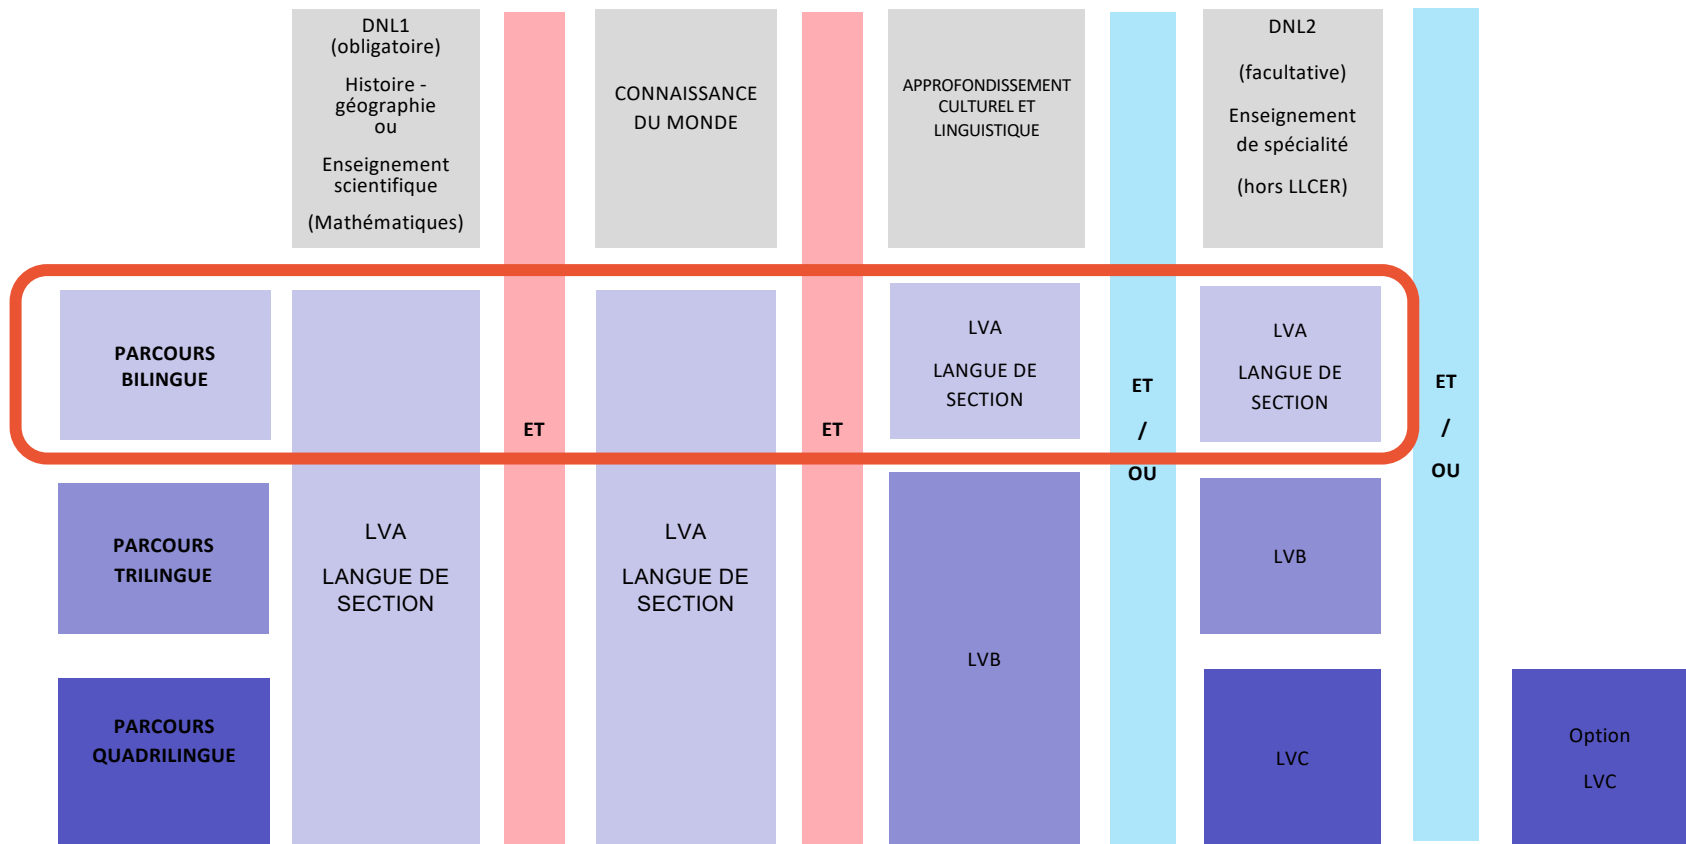 DNL1
(obligatoire)
Histoire -
géographie
ou
Enseignement
scientifique
(Mathématiques)
CONNAISSANCE
DU MONDE
APPROFONDISSEMENT
CULTUREL ET
LINGUISTIQUE
DNL2
(facultative)
Enseignement
de spécialité
(hors LLCER)
PARCOURS
BILINGUE
LVA
LANGUE DE
SECTION
LVA
LANGUE DE
SECTION
ET
ET
ET
/
OU
ET
/
OU
PARCOURS
TRILINGUE
LVA
LANGUE DE
SECTION
LVA
LANGUE DE
SECTION
LVB
LVB
PARCOURS
QUADRILINGUE
LVC
Option
LVC